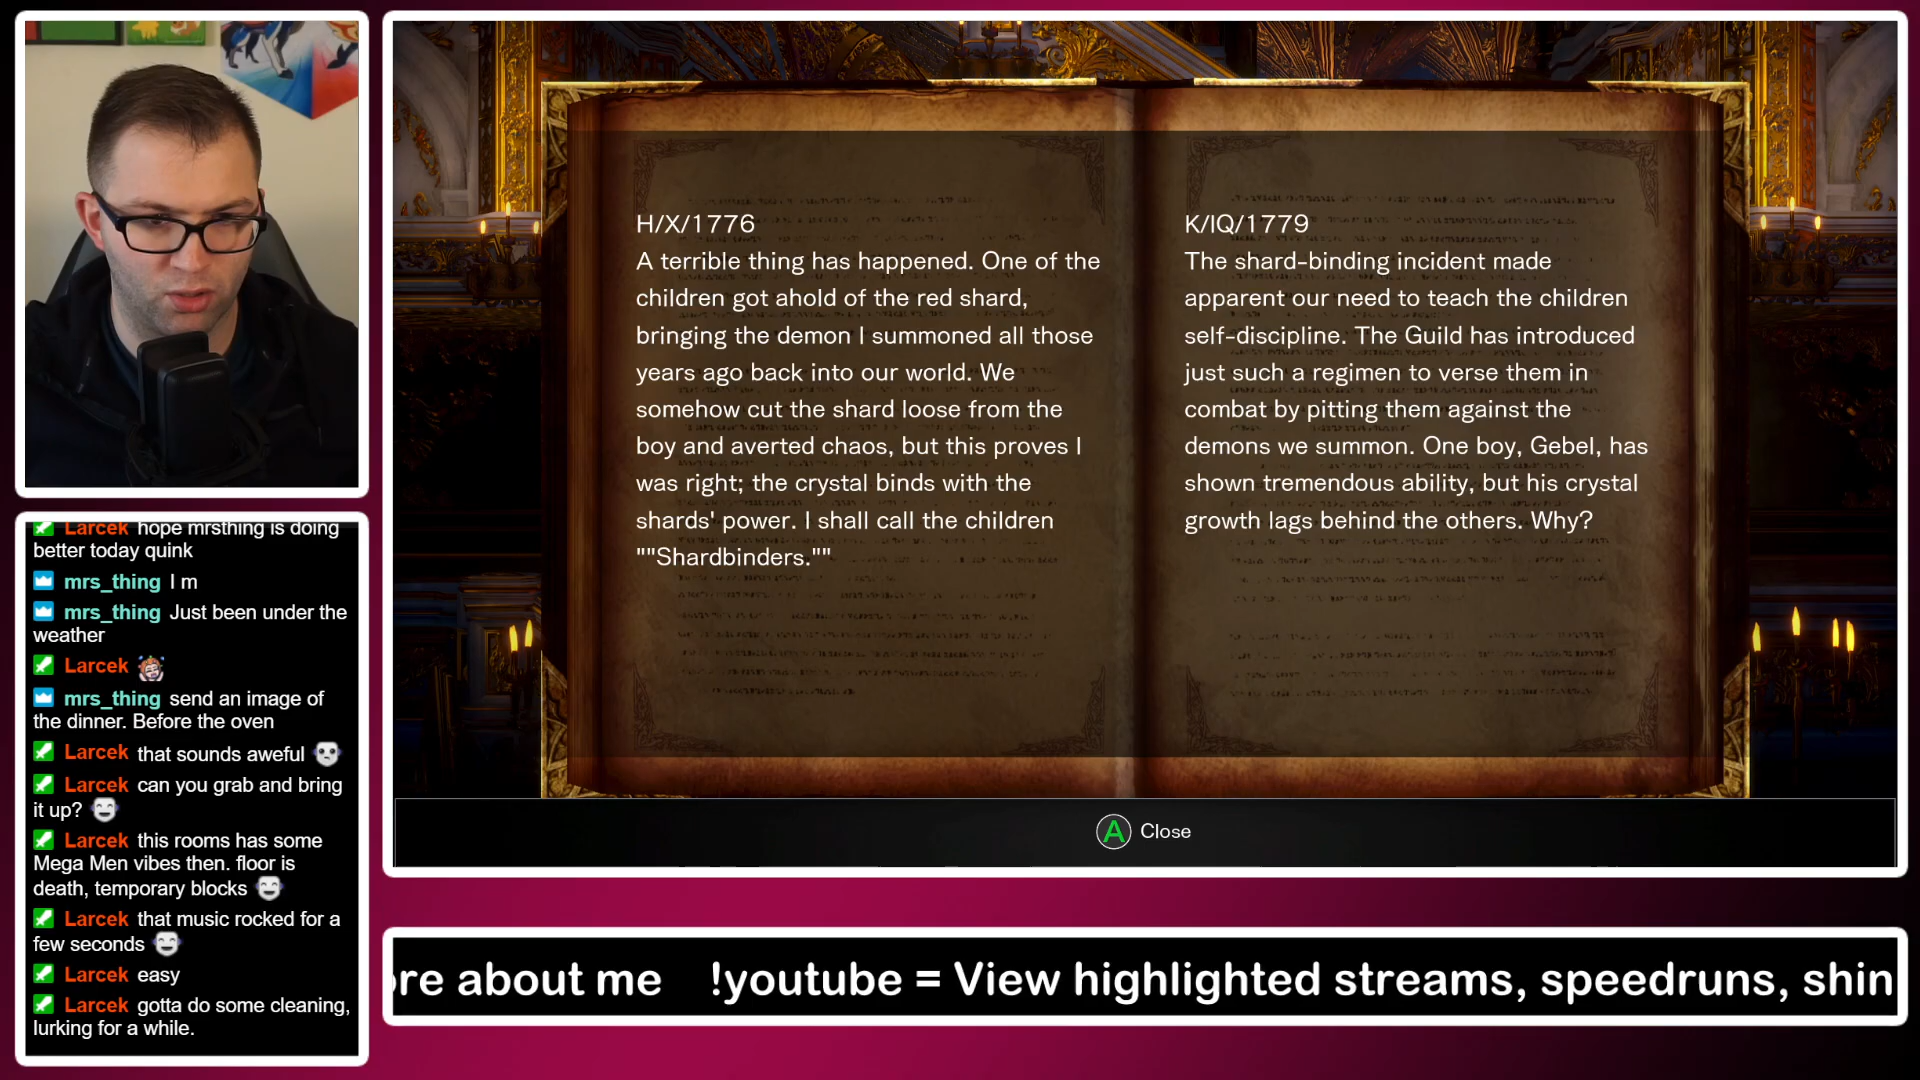 H/X/1776
A terrible thing has happened. One of the
children got ahold of the red shard,
bringing the demon I summoned all those
years ago back into our world. We
somehow cut the shard loose from the
boy and averted chaos, but this proves I
was right; the crystal binds with the
shards' power. I shall call the children
""Shardbinders.""
K/IQ/1779
The shard-binding incident made
apparent our need to teach the children
self-discipline. The Guild has introduced
just such a regimen to verse them in
combat by pitting them against the
demons we summon. One boy, Gebel, has
shown tremendous ability, but his crystal
growth lags behind the others. Why?
A Close
Larcek hope mrsthing is doing
better today quink
mrs_thing I m
mrs_thing Just been under the
weather
Larcek
mrs_thing send an image of
the dinner. Before the oven
Larcek that sounds aweful
Larcek can you grab and bring
it up?
Larcek this rooms has some
Mega Men vibes then. floor is
death, temporary blocks
Larcek that music rocked for a
few seconds
Larcek easy
Larcek gotta do some cleaning,
lurking for a while.
ore about me !youtube = View highlighted streams, speedruns, shin